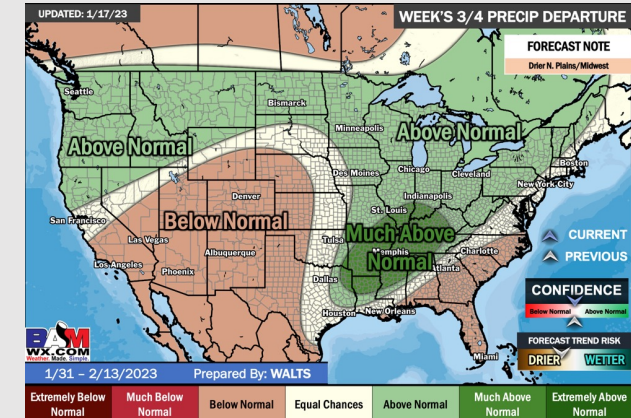 UPDATED: 1/17/23
WEEK'S 3/4 PRECIP DEPARTURE
FORECAST NOTE
Drier N. Plains/Midwest
Seattle
Bismarck
Minneapolis
Above Normal
Above Normal
Boston
Des Moines
Chicago
Cleveland
New York City
Denver
Indianapolis
San Francisco
Below Normal
St. Louis
Las Vegas
Tulsa
Much Above
Normal
CURRENT
Albuquerque
Memphis
Charlotte
PREVIOUS
Los Angeles
Phoenix
Atlanta
Dallas
CONFIDENCE
Below Normal
Above Normal
Houston
New Orleans
BAM
WX.COM
Weather. Made. Simple.
FORECAST TREND RISK
DRIER
WETTER
Miami
1/31 - 2/13/2023
Prepared By: WALTS
Extremely Below
Normal
Much Below
Normal
Below Normal
Equal Chances
Above Normal
Much Above
Normal
Extremely Above
Normal